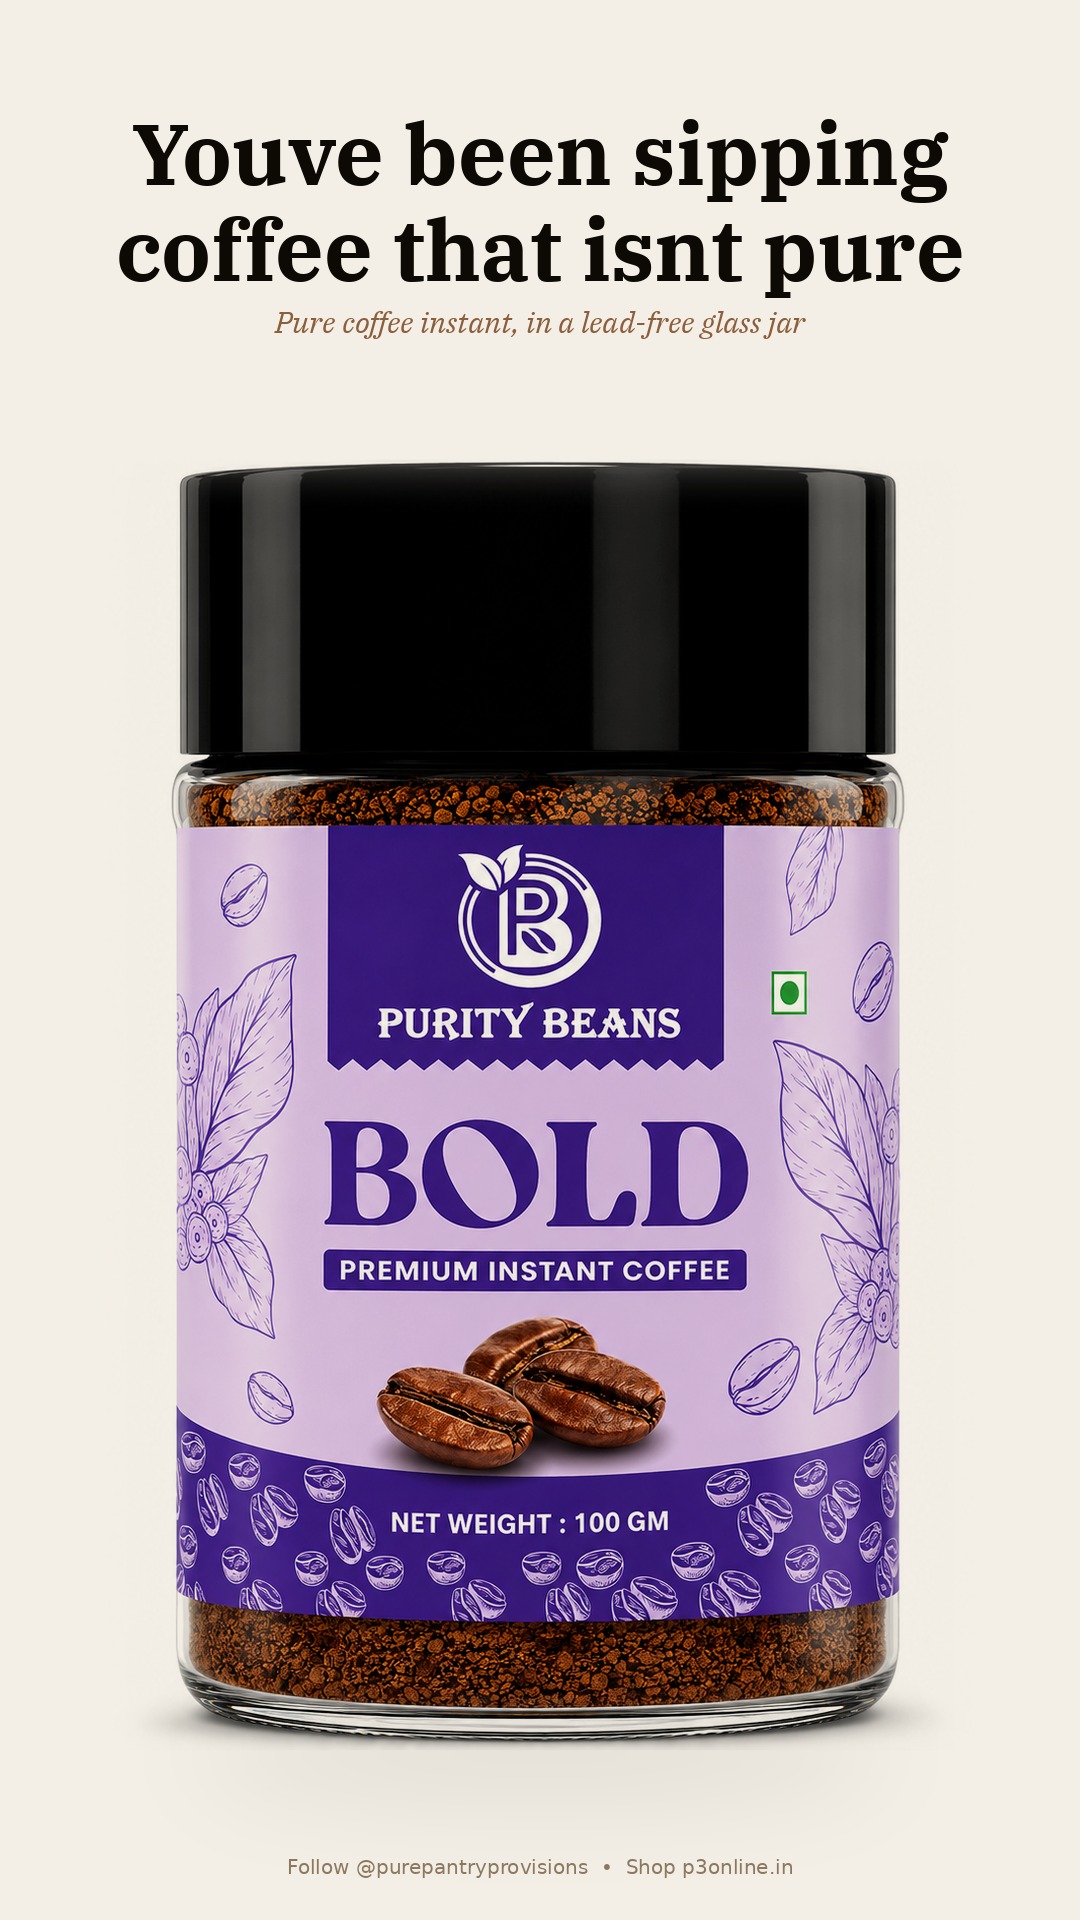 Youve been sipping
coffee that isnt pure
Pure coffee instant, in a lead-free glass jar
PURITY BEANS
BOLD
PREMIUM INSTANT COFFEE
NET WEIGHT : 100 GM
Follow @purepantryprovisions • Shop p3online.in